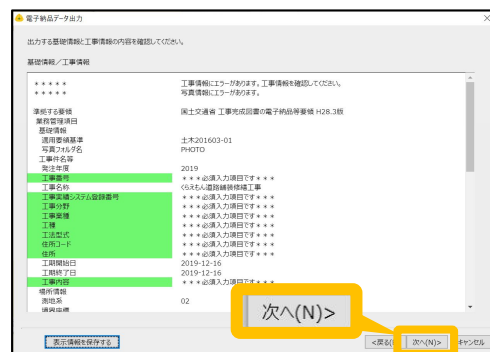 電子納品データ出力
出力する基礎情報と工事情報の内容を確認してください。
基礎情報／工事情報
＊＊＊＊＊ 工事情報にエラーがあります。工事情報を確認してください。
＊＊＊＊＊ 写真情報にエラーがあります。
準拠する要領 国土交通省 工事完成図書の電子納品等要領 H28.3版
業務管理項目
基礎情報
適用要領基準 土木201603-01
写真フォルダ名 PHOTO
工事件名等
発注年度 2019
工事番号 ＊＊＊必須入力項目です＊＊＊
工事名称 くらえもん道路舗装修繕工事
工事実績システム登録番号 ＊＊＊必須入力項目です＊＊＊
工事分野 ＊＊＊必須入力項目です＊＊＊
工事業種 ＊＊＊必須入力項目です＊＊＊
工種 ＊＊＊必須入力項目です＊＊＊
工法型式 ＊＊＊必須入力項目です＊＊＊
住所コード ＊＊＊必須入力項目です＊＊＊
住所 ＊＊＊必須入力項目です＊＊＊
工期開始日 2019-12-16
工期終了日 2019-12-16
工事内容 ＊＊＊必須入力項目です＊＊＊
場所情報
測地系 02
境界座標
次へ(N)>
表示情報を保存する <戻る( 次へ(N)> キャンセル